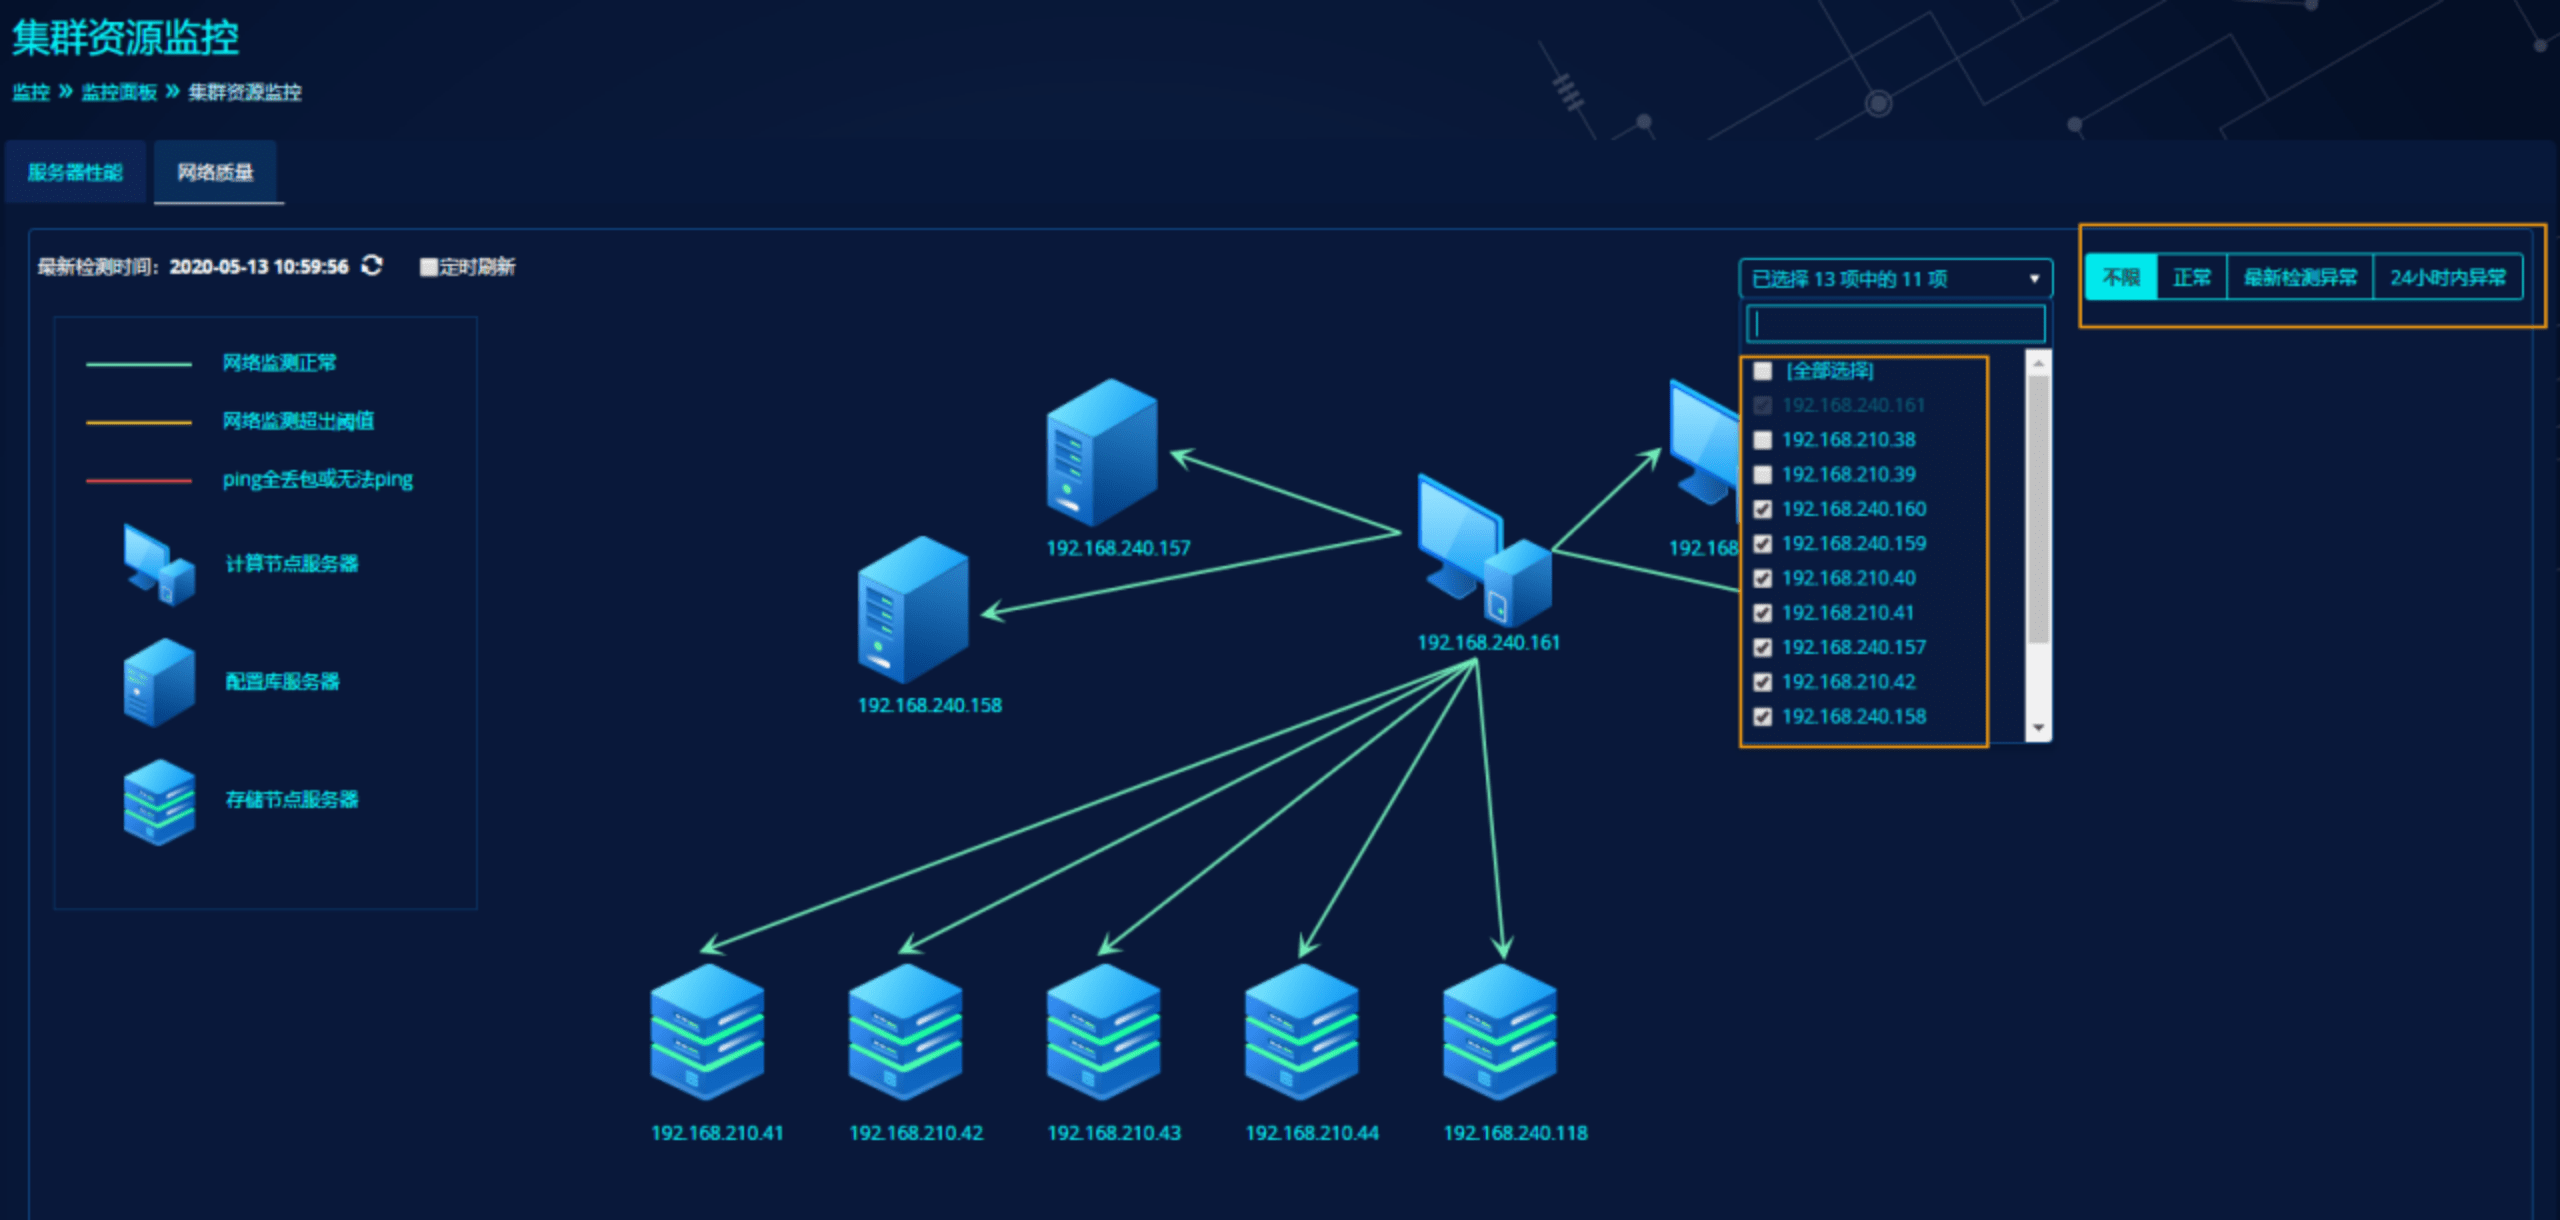 集群资源监控
监控 » 监控面板 » 集群资源监控
服务器性能
网络质量
最新检测时间: 2020-05-13 10:59:56
定时刷新
已选择 13 项中的 11 项
不限
正常
最新检测异常
24小时内异常
网络监测正常
网络监测超出阈值
ping全丢包或无法ping
计算节点服务器
配置库服务器
存储节点服务器
[全部选择]
192.168.240.161
192.168.210.38
192.168.210.39
192.168.240.160
192.168.240.159
192.168.210.40
192.168.210.41
192.168.240.157
192.168.210.42
192.168.240.158
192.168.240.157
192.168
192.168.240.161
192.168.240.158
192.168.210.41
192.168.210.42
192.168.210.43
192.168.210.44
192.168.240.118